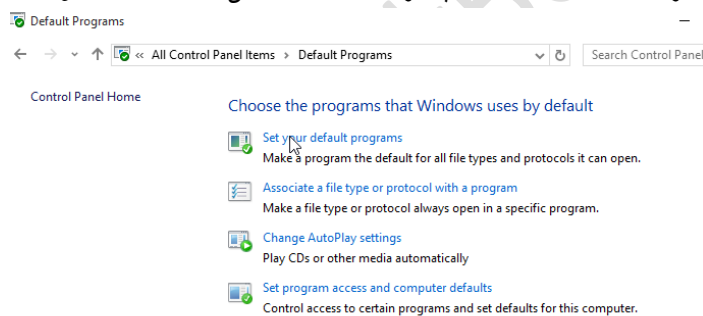 Default Programs
« All Control Panel Items > Default Programs
Search Control Panel
Control Panel Home
Choose the programs that Windows uses by default
Set your default programs
Make a program the default for all file types and protocols it can open.
Associate a file type or protocol with a program
Make a file type or protocol always open in a specific program.
Change AutoPlay settings
Play CDs or other media automatically
Set program access and computer defaults
Control access to certain programs and set defaults for this computer.